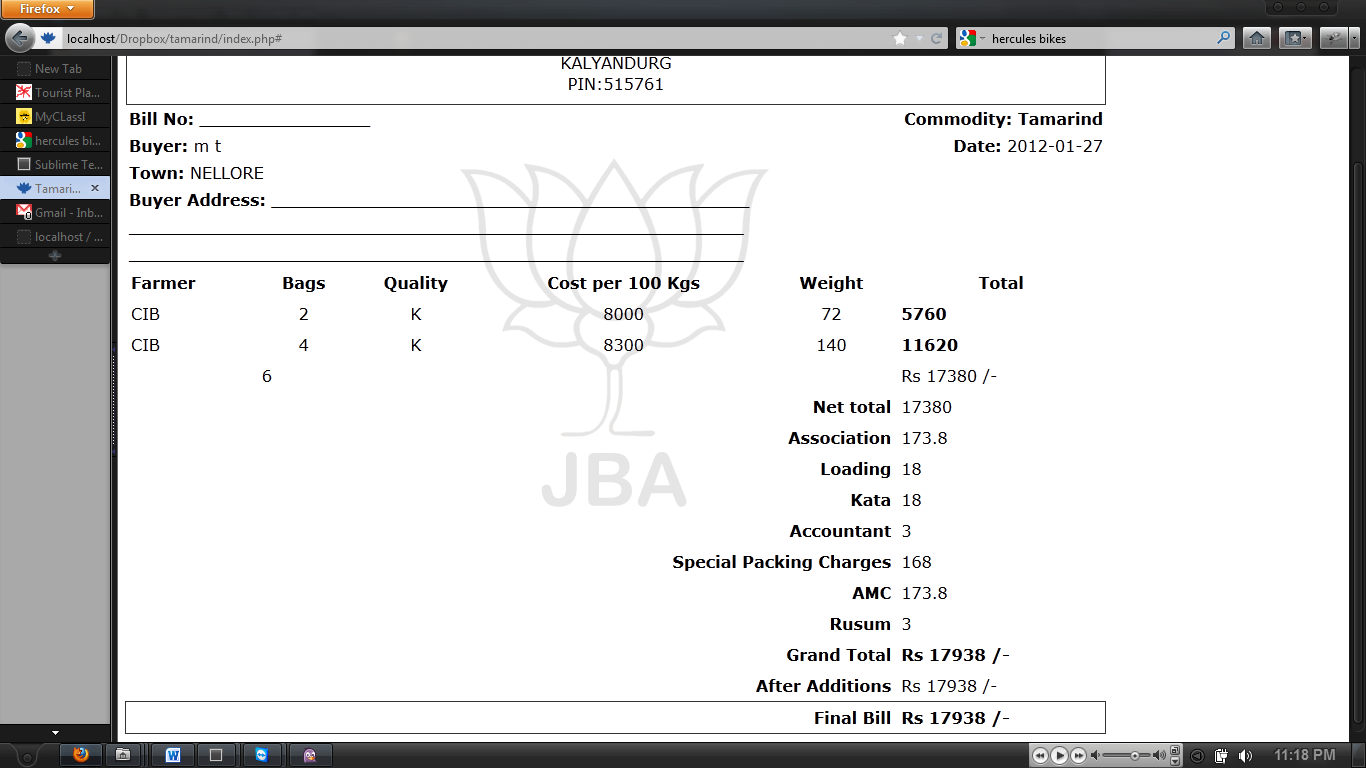 Firefox
localhost/Dropbox/tamarind/index.php#
hercules bikes
New Tab
Tourist Pla...
MyCLassI
hercules bi...
Sublime Te...
Tamari...
Gmail - Inb...
localhost / ...
KALYANDURG
PIN:515761
Bill No: __________________ Commodity: Tamarind
Buyer: m t Date: 2012-01-27
Town: NELLORE
Buyer Address: __________________
JBA
Farmer Bags Quality Cost per 100 Kgs Weight Total
CIB 2 K 8000 72 5760
CIB 4 K 8300 140 11620
6 Rs 17380 /-
Net total 17380
Association 173.8
Loading 18
Kata 18
Accountant 3
Special Packing Charges 168
AMC 173.8
Rusum 3
Grand Total Rs 17938 /-
After Additions Rs 17938 /-
Final Bill Rs 17938 /-
11:18 PM